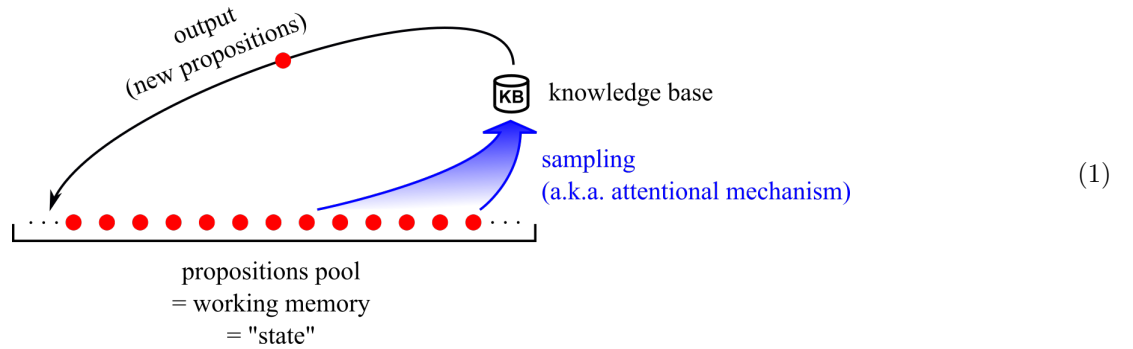 output
(new propositions)
KB
knowledge base
sampling
(a.k.a. attentional mechanism)
(1)
· · ·
· · ·
propositions pool
= working memory
= "state"